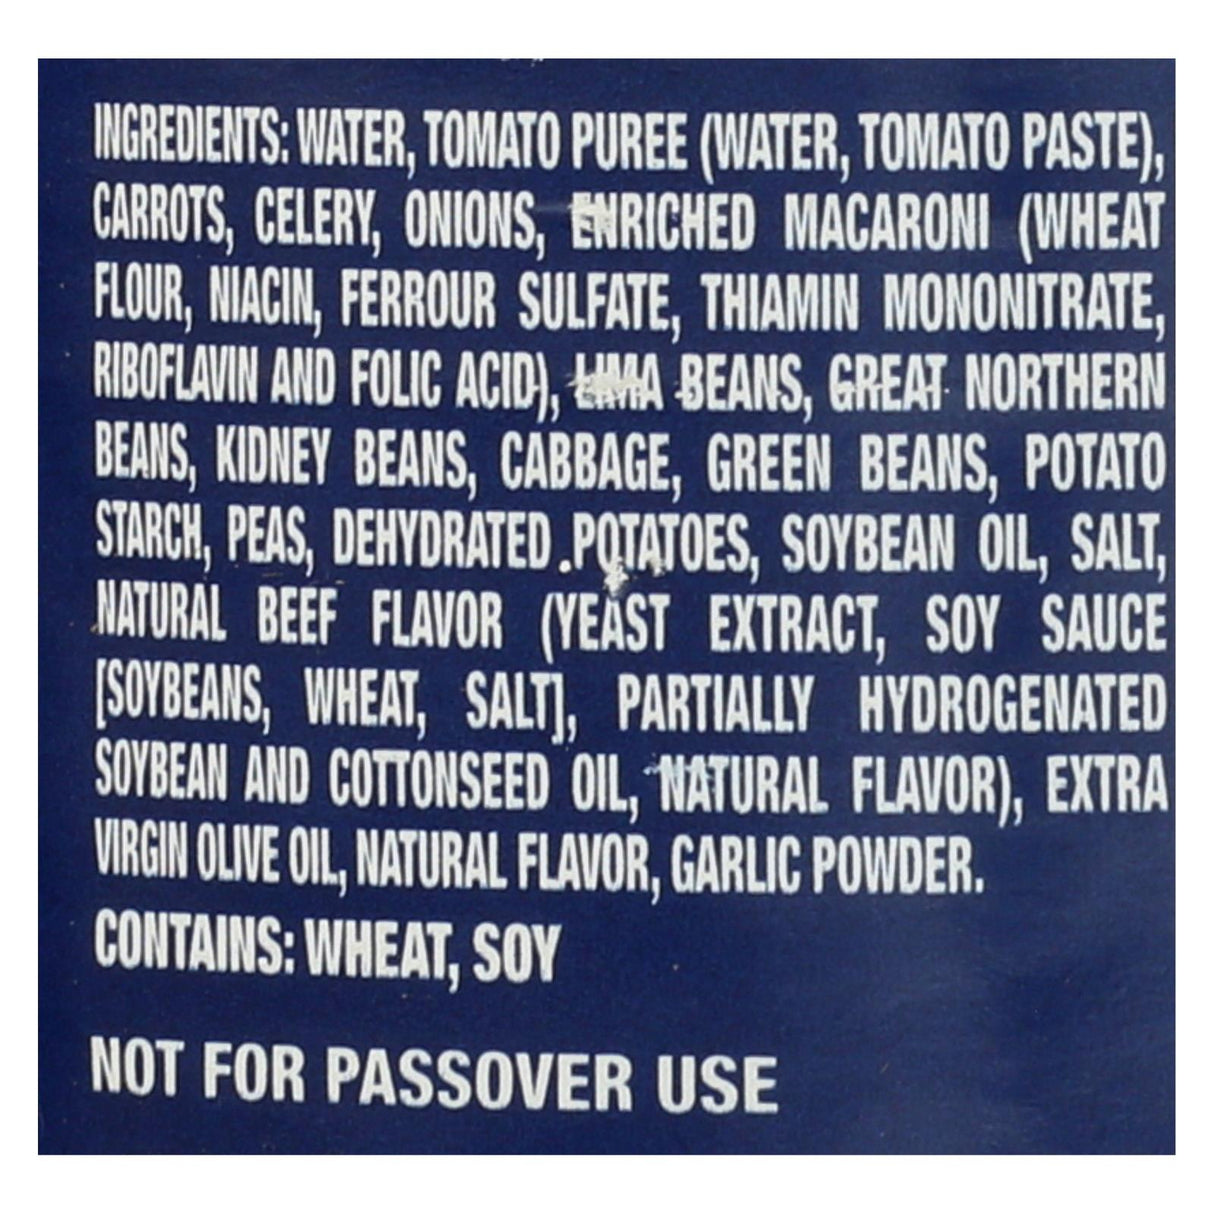 INGREDIENTS: WATER, TOMATO PUREE (WATER, TOMATO PASTE),
CARROTS, CELERY, ONIONS, ENRICHED MACARONI (WHEAT
FLOUR, NIACIN, FERROUR SULFATE, THIAMIN MONONITRATE,
RIBOFLAVIN AND FOLIC ACID), LIMA BEANS, GREAT NORTHERN
BEANS, KIDNEY BEANS, CABBAGE, GREEN BEANS, POTATO
STARCH, PEAS, DEHYDRATED POTATOES, SOYBEAN OIL, SALT,
NATURAL BEEF FLAVOR (YEAST EXTRACT, SOY SAUCE
[SOYBEANS, WHEAT, SALT], PARTIALLY HYDROGENATED
SOYBEAN AND COTTONSEED OIL, NATURAL FLAVOR), EXTRA
VIRGIN OLIVE OIL, NATURAL FLAVOR, GARLIC POWDER.
CONTAINS: WHEAT, SOY
NOT FOR PASSOVER USE